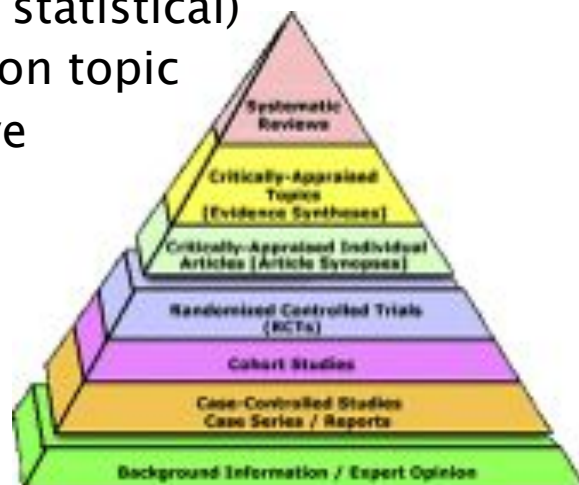 statistical)
on topic
Systematic
Reviews
Critically-Appraised
Topics
[Evidence Syntheses]
Critically-Appraised Individual
Articles [Article Synopses]
Randomized Controlled Trials
(RCTs)
Cohort Studies
Case-Controlled Studies
Case Series / Reports
Background Information / Expert Opinion